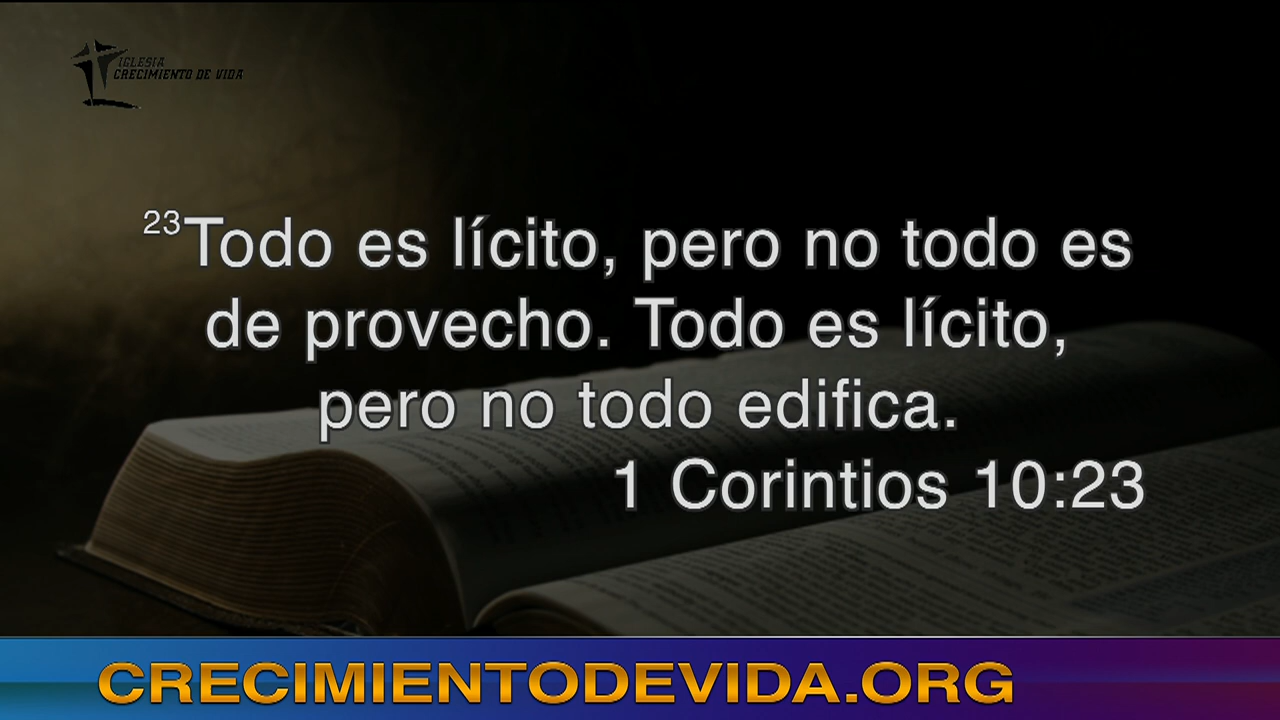 IGLESIA
CRECIMIENTO DE VIDA
23Todo es lícito, pero no todo es
de provecho. Todo es lícito,
pero no todo edifica.
1 Corintios 10:23
CRECIMIENTODEVIDA.ORG